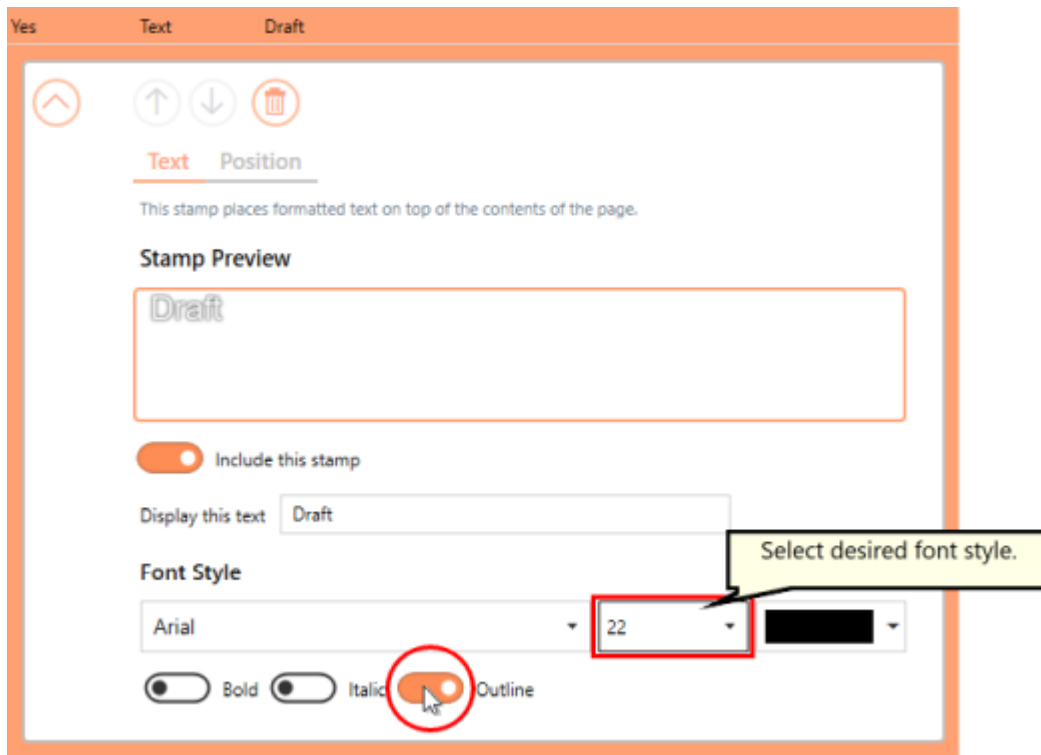 Yes Text Draft
Text Position
This stamp places formatted text on top of the contents of the page.
Stamp Preview
Draft
Include this stamp
Display this text Draft
Select desired font style.
Font Style
Arial 22
Bold Italic Outline